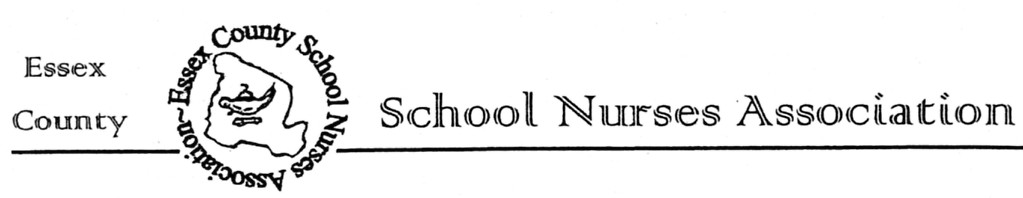 Essex
County
Essex County School Nurses Association~
School Nurses Association